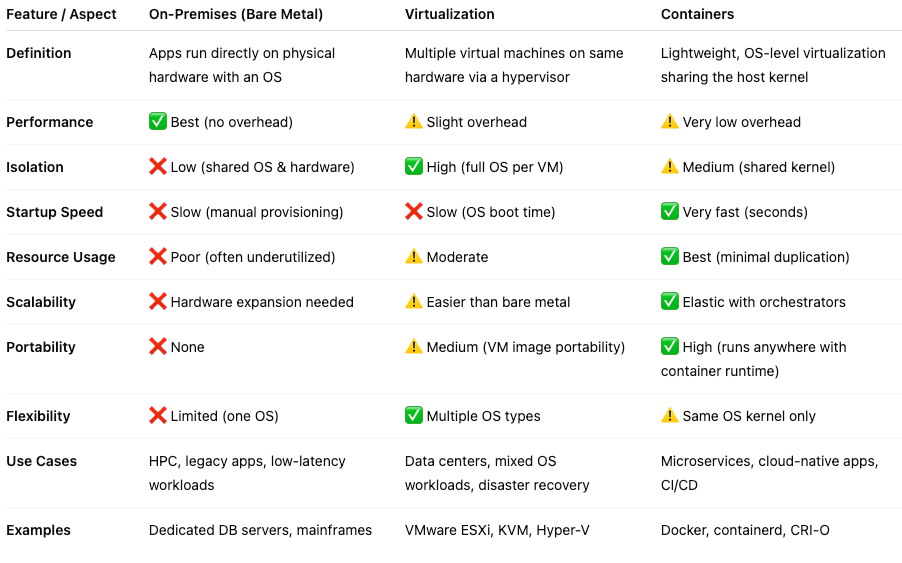 Feature / Aspect On-Premises (Bare Metal) Virtualization Containers
Definition Apps run directly on physical Multiple virtual machines on same Lightweight, OS-level virtualization
hardware with an OS hardware via a hypervisor sharing the host kernel
Performance ✅ Best (no overhead) ⚠️ Slight overhead ⚠️ Very low overhead
Isolation ❌ Low (shared OS & hardware) ✅ High (full OS per VM) ⚠️ Medium (shared kernel)
Startup Speed ❌ Slow (manual provisioning) ❌ Slow (OS boot time) ✅ Very fast (seconds)
Resource Usage ❌ Poor (often underutilized) ⚠️ Moderate ✅ Best (minimal duplication)
Scalability ❌ Hardware expansion needed ⚠️ Easier than bare metal ✅ Elastic with orchestrators
Portability ❌ None ⚠️ Medium (VM image portability) ✅ High (runs anywhere with
container runtime)
Flexibility ❌ Limited (one OS) ✅ Multiple OS types ⚠️ Same OS kernel only
Use Cases HPC, legacy apps, low-latency Data centers, mixed OS Microservices, cloud-native apps,
workloads workloads, disaster recovery CI/CD
Examples Dedicated DB servers, mainframes VMware ESXi, KVM, Hyper-V Docker, containerd, CRI-O